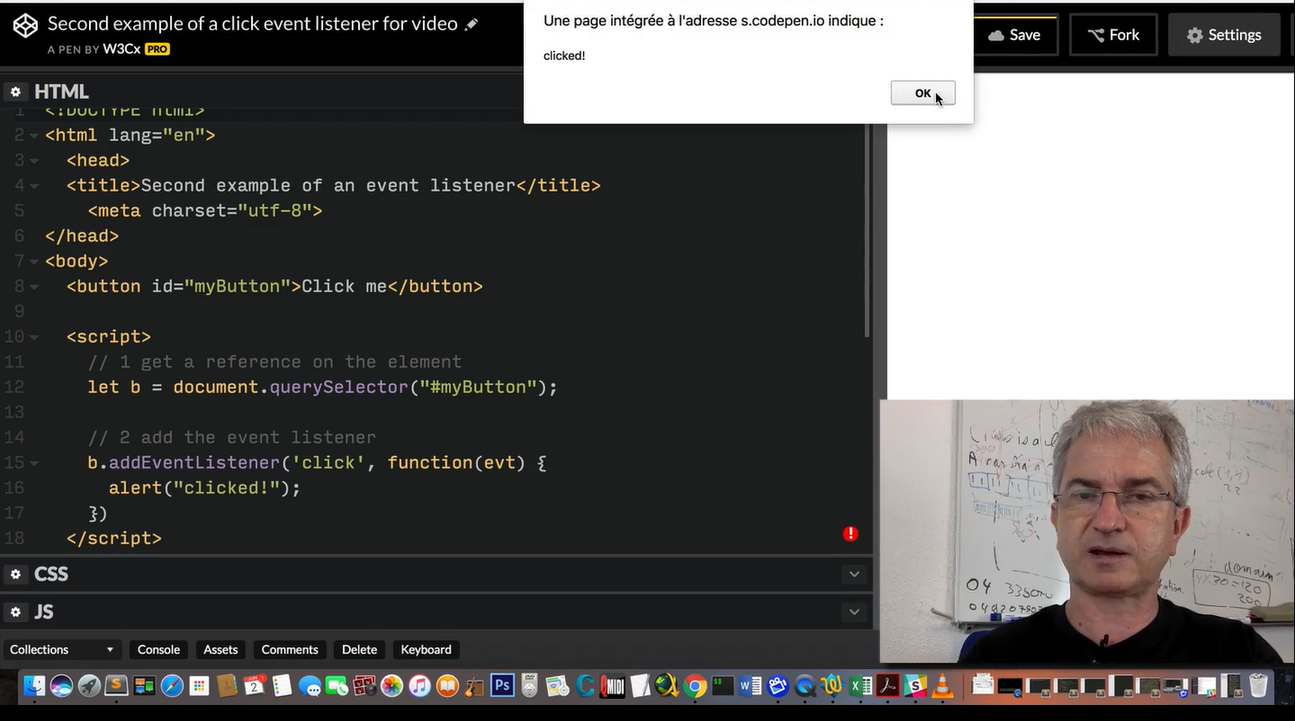 Second example of a click event listener for video
A PEN BY W3Cx PRO
Une page intégrée à l'adresse s.codepen.io indique :
clicked!
OK
Save
Fork
Settings
HTML
1 <!DOCTYPE html>
2 <html lang="en">
3 <head>
4 <title>Second example of an event listener</title>
5 <meta charset="utf-8">
6 </head>
7 <body>
8 <button id="myButton">Click me</button>
9
10 <script>
11 // 1 get a reference on the element
12 let b = document.querySelector("#myButton");
13
14 // 2 add the event listener
15 b.addEventListener('click', function(evt) {
16 alert("clicked!");
17 })
18 </script>
CSS
JS
Collections
Console
Assets
Comments
Delete
Keyboard
domain
04
Ps
MIDI
2